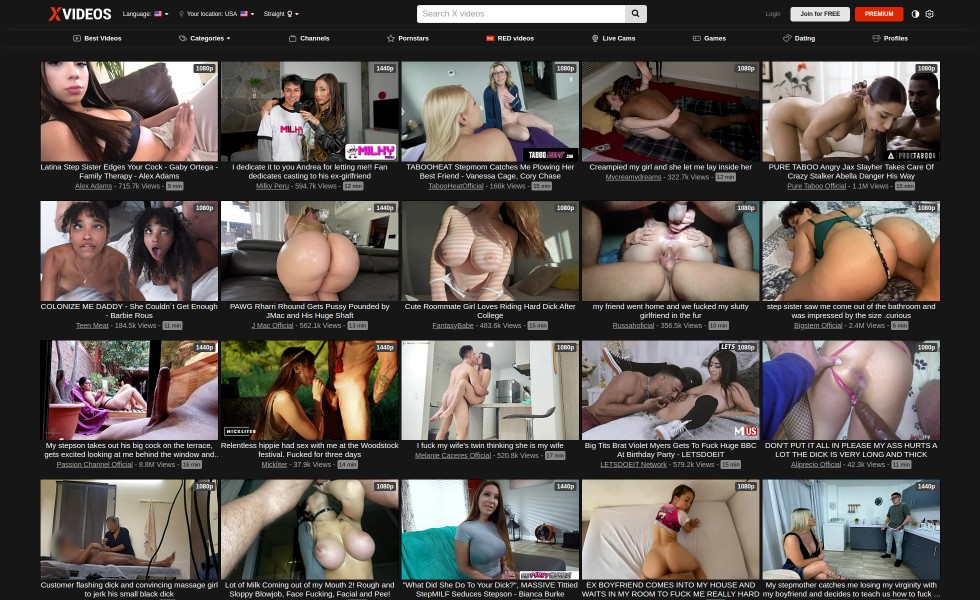 XVIDEOS
Language:
Your location: USA
Straight
Search X videos
Login
Join for FREE
PREMIUM
Best Videos
Categories
Channels
Pornstars
RED videos
Live Cams
Games
Dating
Profiles
1080p
Latina Step Sister Edges Your Cock - Gaby Ortega -
Family Therapy - Alex Adams
Alex Adams - 715.7k Views -
1440p
MILKY
I dedicate it to you Andrea for letting me!! Fan
dedicates casting to his ex-girlfriend
Milky Peru - 594.7k Views - 12 min
1080p
TABOOHEAT Stepmom Catches Me Plowing Her
Best Friend - Vanessa Cage, Cory Chase
TabooHeatOfficial - 166k Views - 15 min
1080p
Creampied my girl and she let me lay inside her
Mycreamydreams - 322.7k Views - 12 min
1080p
PURETABOO
PURE TABOO Angry Jax Slayher Takes Care Of
Crazy Stalker Abella Danger His Way
Pure Taboo Official - 1.1M Views - 15 min
1080p
COLONIZE ME DADDY - She Couldn´t Get Enough
- Barbie Rous
Teen Meat - 184.5k Views - 11 min
1440p
PAWG Rharri Rhound Gets Pussy Pounded by
JMac and His Huge Shaft
J Mac Official - 562.1k Views - 13 min
1080p
Cute Roommate Girl Loves Riding Hard Dick After
College
FantasyBabe - 483.6k Views - 15 min
1080p
my friend went home and we fucked my slutty
girlfriend in the fur
Russahoficial - 356.5k Views - 10 min
1080p
step sister saw me come out of the bathroom and
was impressed by the size .curious
Bigstem Official - 2.4M Views - 6 min
1440p
My stepson takes out his big cock on the terrace,
gets excited looking at me behind the window and..
Passion Channel Official - 8.8M Views - 16 min
1440p
MICKLITER
Relentless hippie had sex with me at the Woodstock
festival. Fucked for three days
Mickliter - 37.9k Views - 14 min
1080p
I fuck my wife's twin thinking she is my wife
Melanie Caceres Official - 520.8k Views - 17 min
LETS
1080p
Big Tits Brat Violet Myers Gets To Fuck Huge BBC
At Birthday Party - LETSDOEIT
LETSDOEIT Network - 579.2k Views - 15 min
1080p
DON'T PUT IT ALL IN PLEASE MY ASS HURTS A
LOT THE DICK IS VERY LONG AND THICK
Aliprecio Official - 42.3k Views - 11 min
1080p
Customer flashing dick and convincing massage girl
to jerk his small black dick
1080p
Lot of Milk Coming out of my Mouth 2! Rough and
Sloppy Blowjob, Face Fucking, Facial and Pee!
1440p
"What Did She Do To Your Dick?", MASSIVE Tittied
StepMILF Seduces Stepson - Bianca Burke
1080p
EX BOYFRIEND COMES INTO MY HOUSE AND
WAITS IN MY ROOM TO FUCK ME REALLY HARD
1440p
My stepmother catches me losing my virginity with
my boyfriend and decides to teach us how to fuck ...